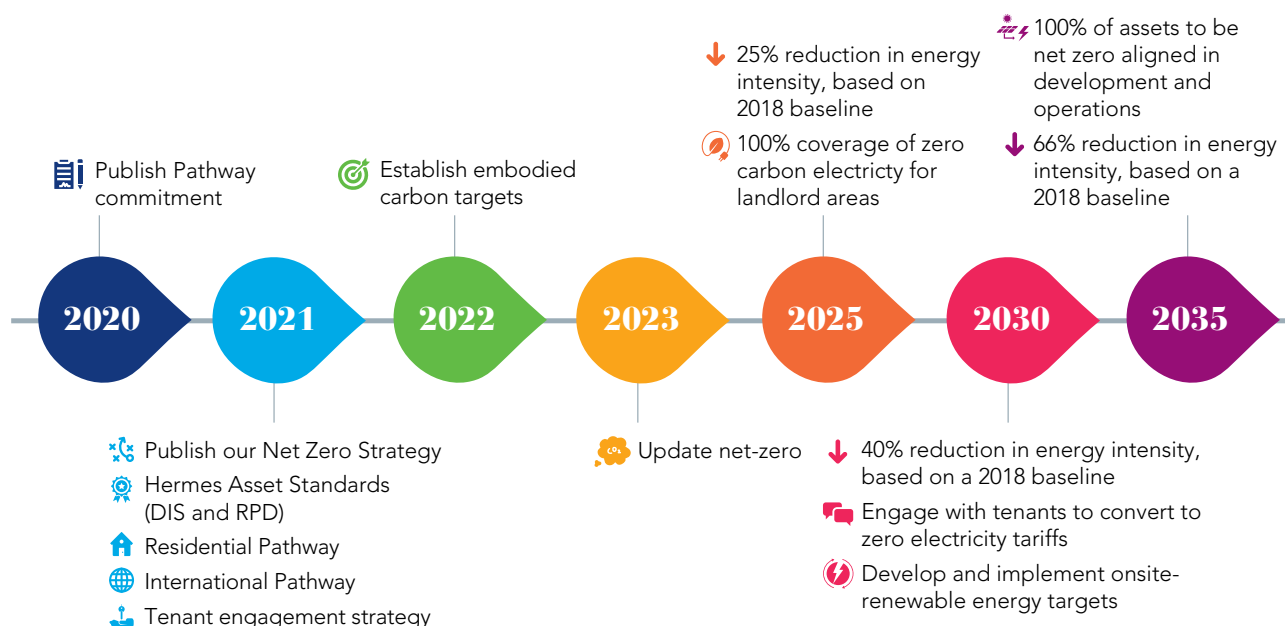 Publish Pathway
commitment
Establish embodied
carbon targets
25% reduction in energy
intensity, based on
2018 baseline
100% coverage of zero
carbon electricty for
landlord areas
100% of assets to be
net zero aligned in
development and
operations
66% reduction in energy
intensity, based on a
2018 baseline
2020
2021
2022
2023
2025
2030
2035
Publish our Net Zero Strategy
Hermes Asset Standards
(DIS and RPD)
Residential Pathway
International Pathway
Tenant engagement strategy
CO₂
Update net-zero
40% reduction in energy intensity,
based on a 2018 baseline
Engage with tenants to convert to
zero electricity tariffs
Develop and implement onsite-
renewable energy targets